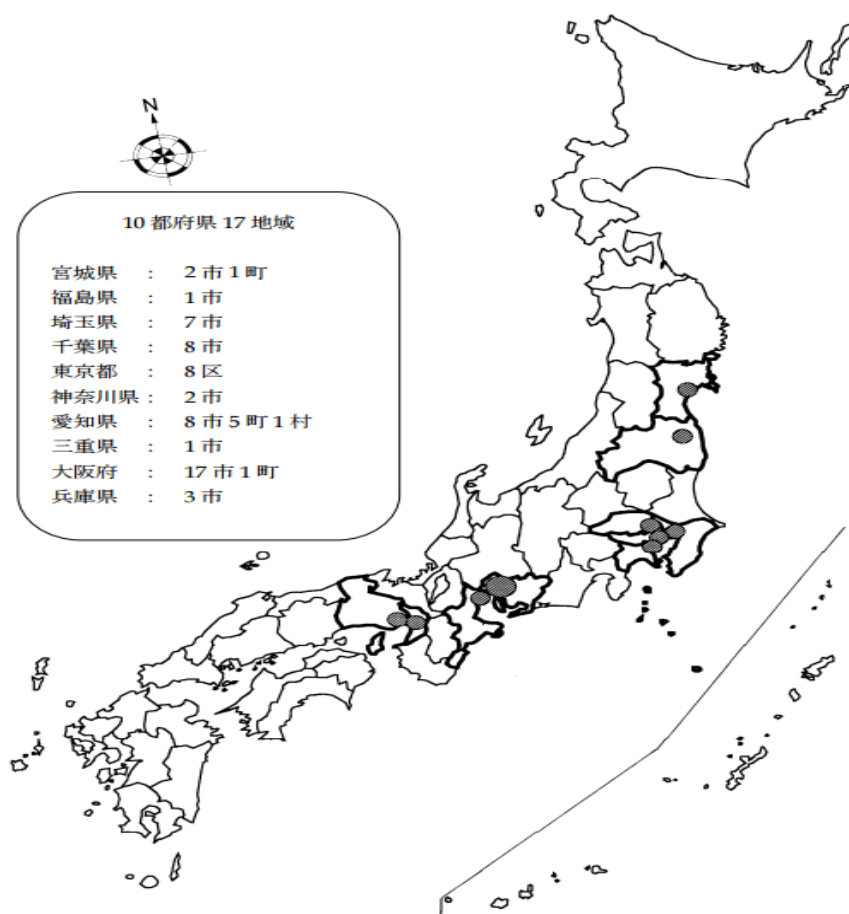 N
10 都府県 17 地域
宮城県 : 2 市 1 町
福島県 : 1 市
埼玉県 : 7 市
千葉県 : 8 市
東京都 : 8 区
神奈川県 : 2 市
愛知県 : 8 市 5 町 1 村
三重県 : 1 市
大阪府 : 17 市 1 町
兵庫県 : 3 市